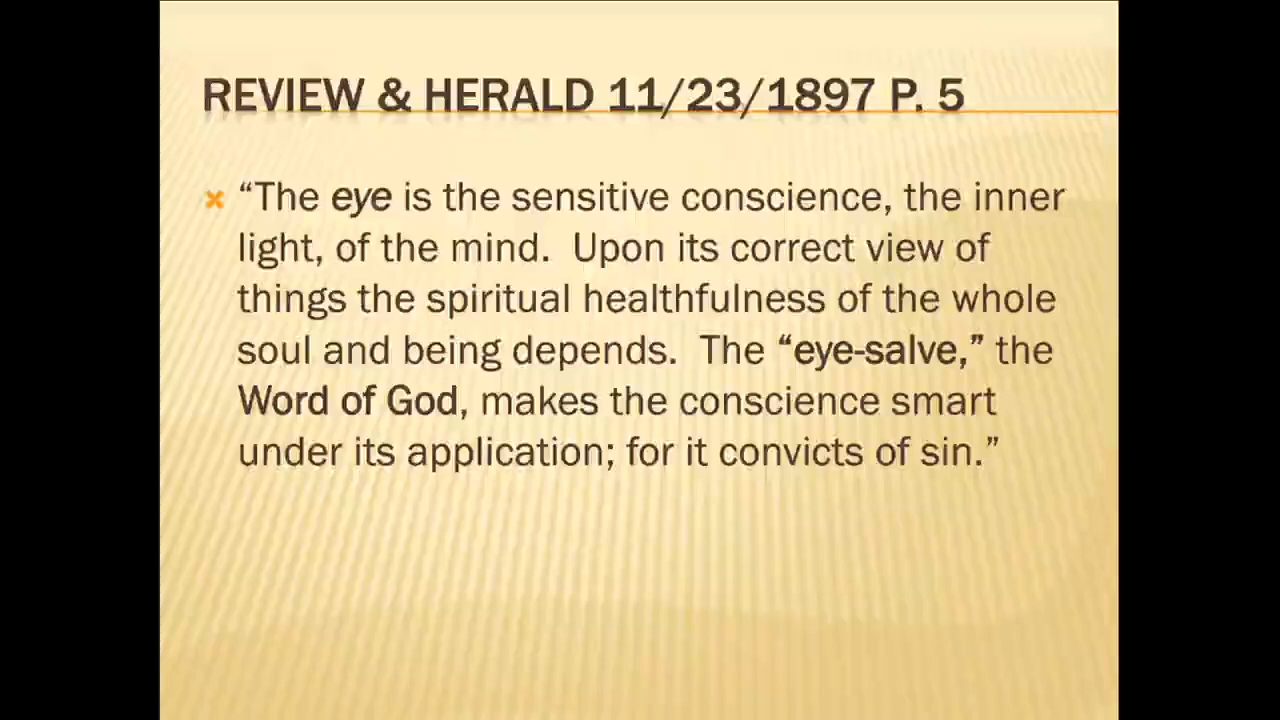 REVIEW & HERALD 11/23/1897 P. 5
“The eye is the sensitive conscience, the inner
light, of the mind.  Upon its correct view of
things the spiritual healthfulness of the whole
soul and being depends.  The “eye-salve,” the
Word of God, makes the conscience smart
under its application; for it convicts of sin.”